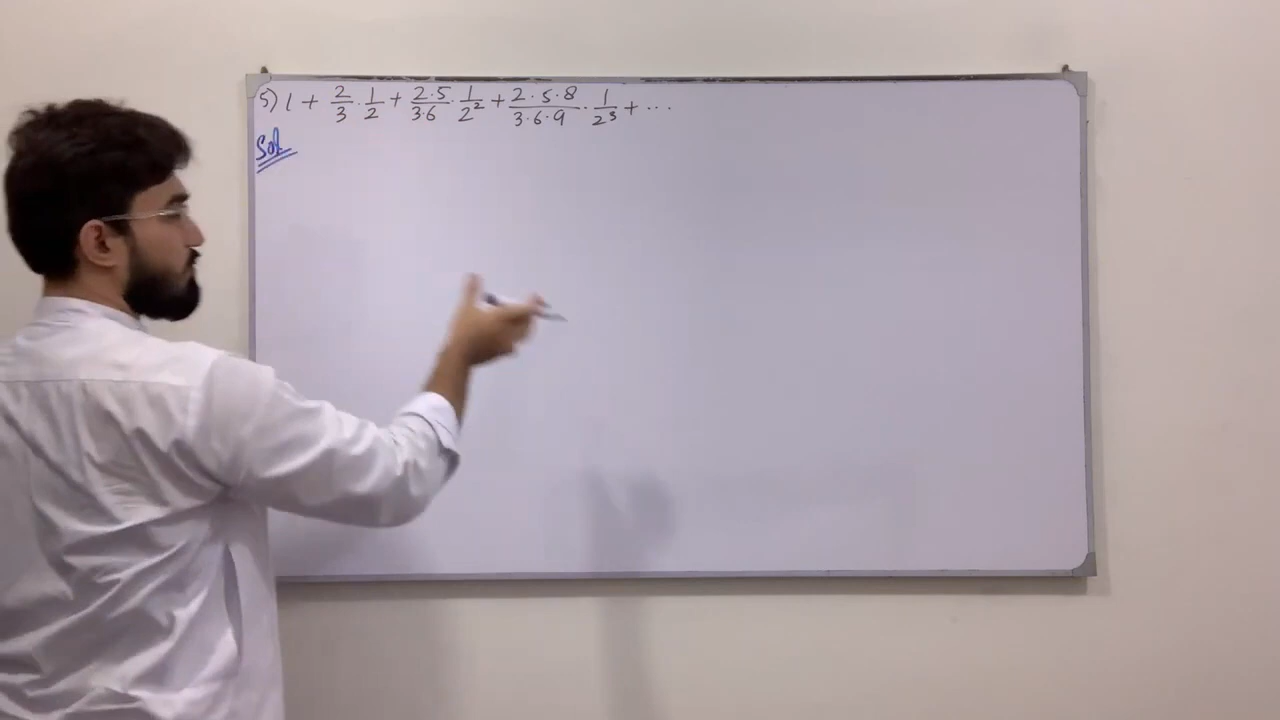 5) 1 + 2/3 · 1/2 + 2·5/3·6 · 1/2² + 2·5·8/3·6·9 · 1/2³ + ...
Sol